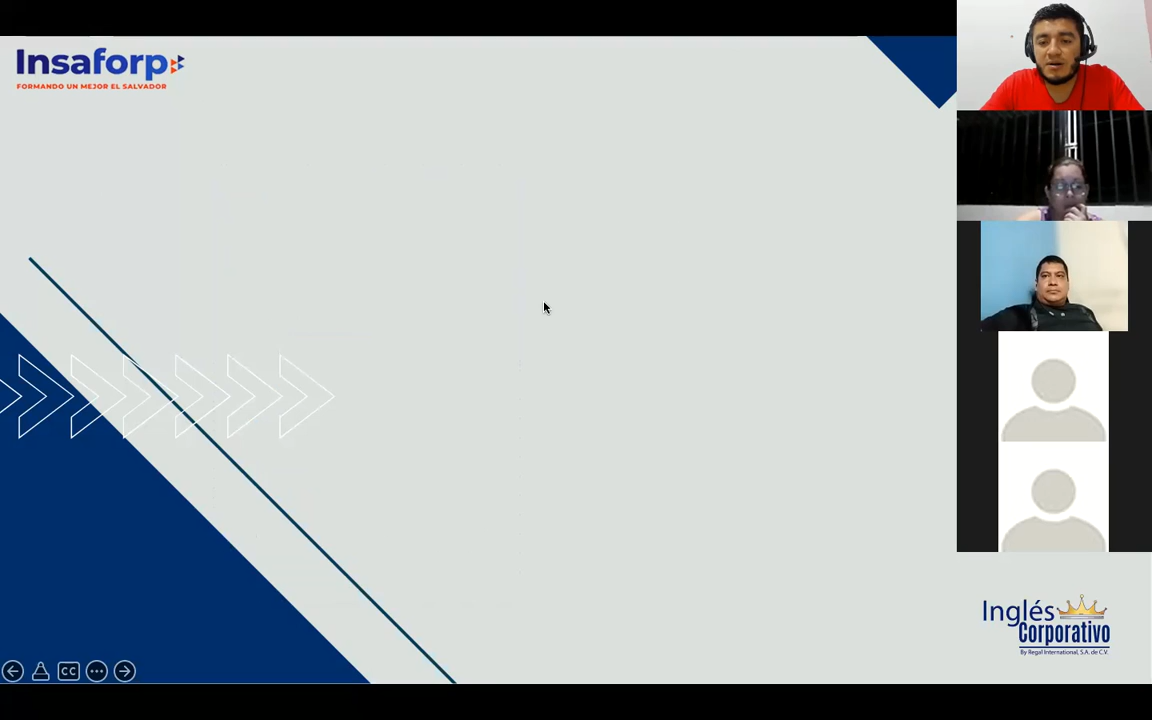 Insaforp
FORMANDO UN MEJOR EL SALVADOR
Inglés
Corporativo
By Regal International, S.A. de C.V.
CC